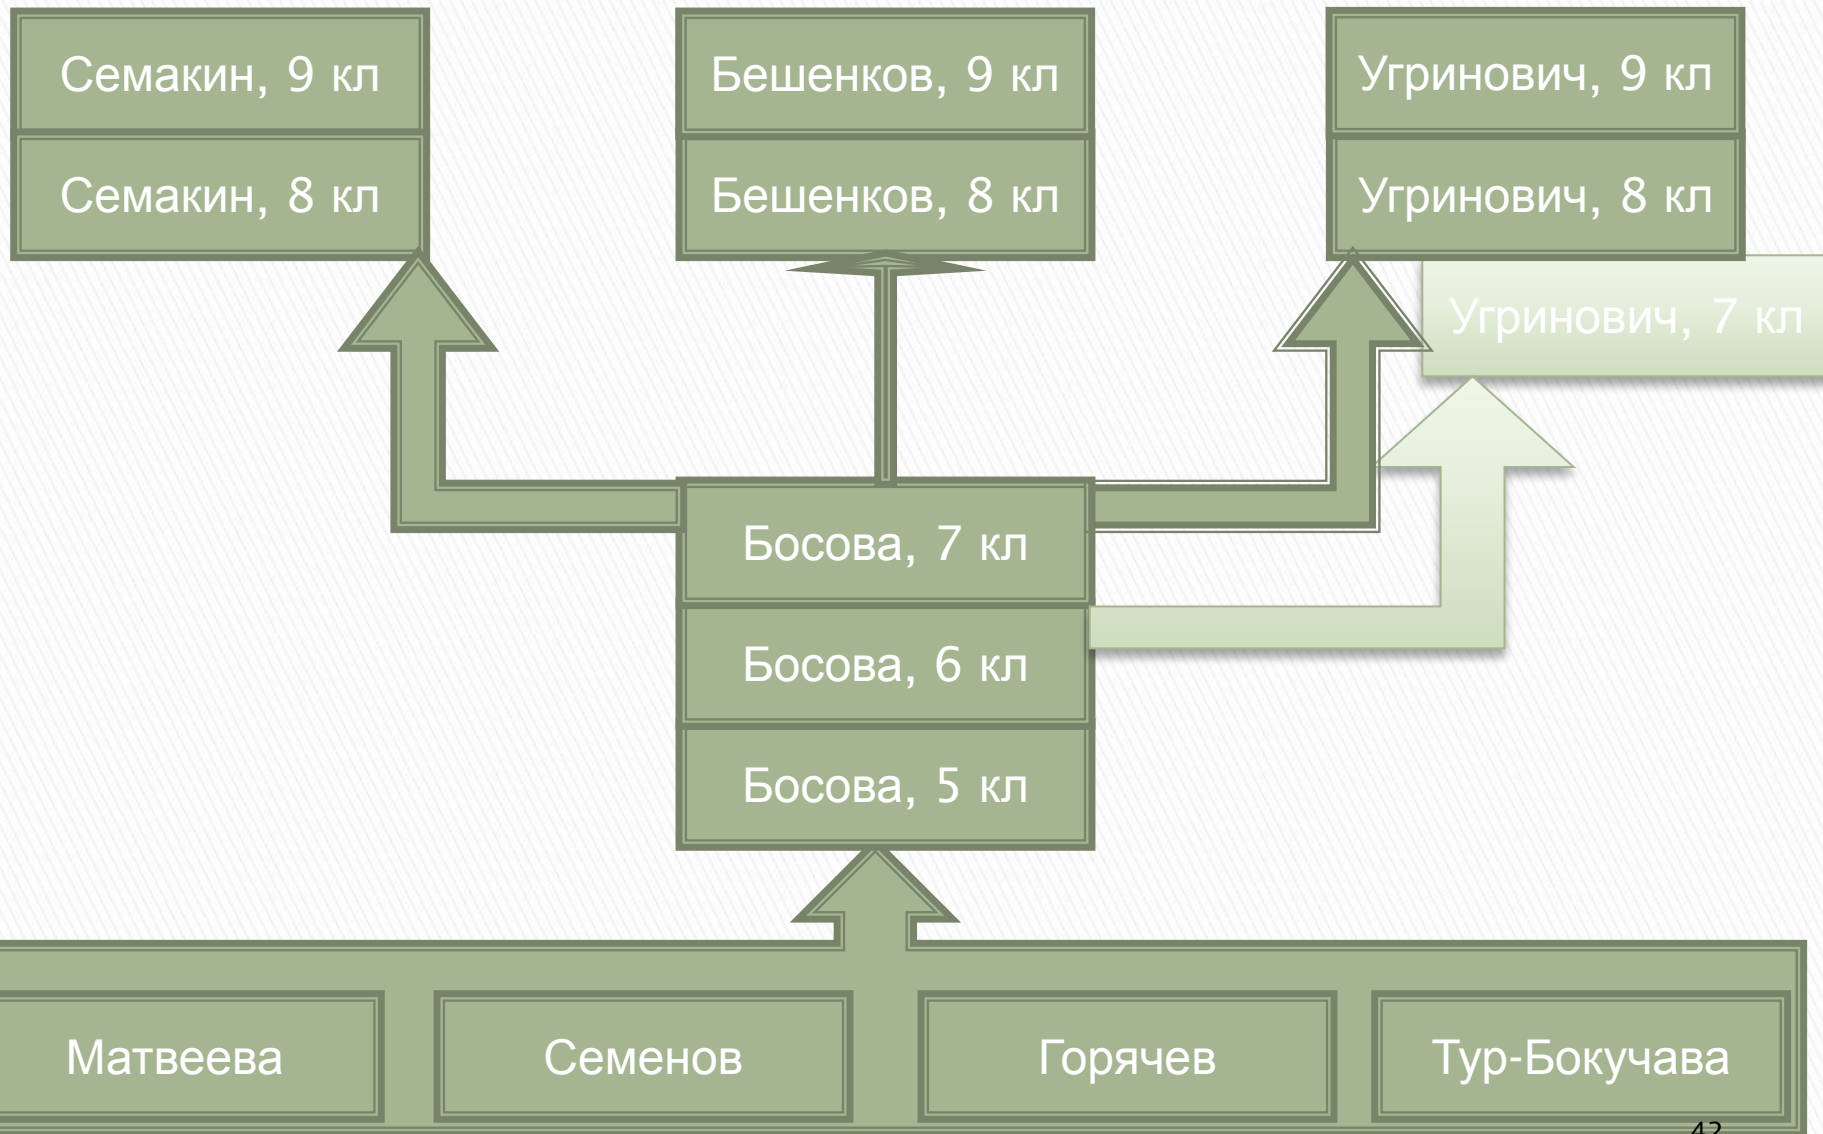 Семакин, 9 кл
Бешенков, 9 кл
Угринович, 9 кл
Семакин, 8 кл
Бешенков, 8 кл
Угринович, 8 кл
Угринович, 7 кл
Босова, 7 кл
Босова, 6 кл
Босова, 5 кл
Матвеева
Семенов
Горячев
Тур-Бокучава
42